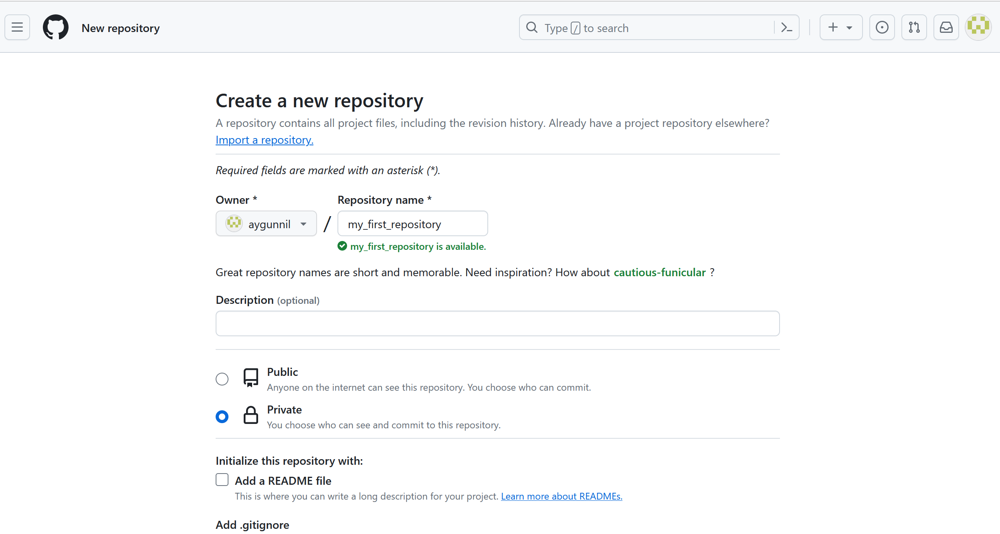 New repository
Type / to search
Create a new repository
A repository contains all project files, including the revision history. Already have a project repository elsewhere?
Import a repository.
Required fields are marked with an asterisk (*).
Owner *
Repository name *
aygunnil
/
my_first_repository
my_first_repository is available.
Great repository names are short and memorable. Need inspiration? How about cautious-funicular ?
Description (optional)
Public
Anyone on the internet can see this repository. You choose who can commit.
Private
You choose who can see and commit to this repository.
Initialize this repository with:
Add a README file
This is where you can write a long description for your project. Learn more about READMEs.
Add .gitignore